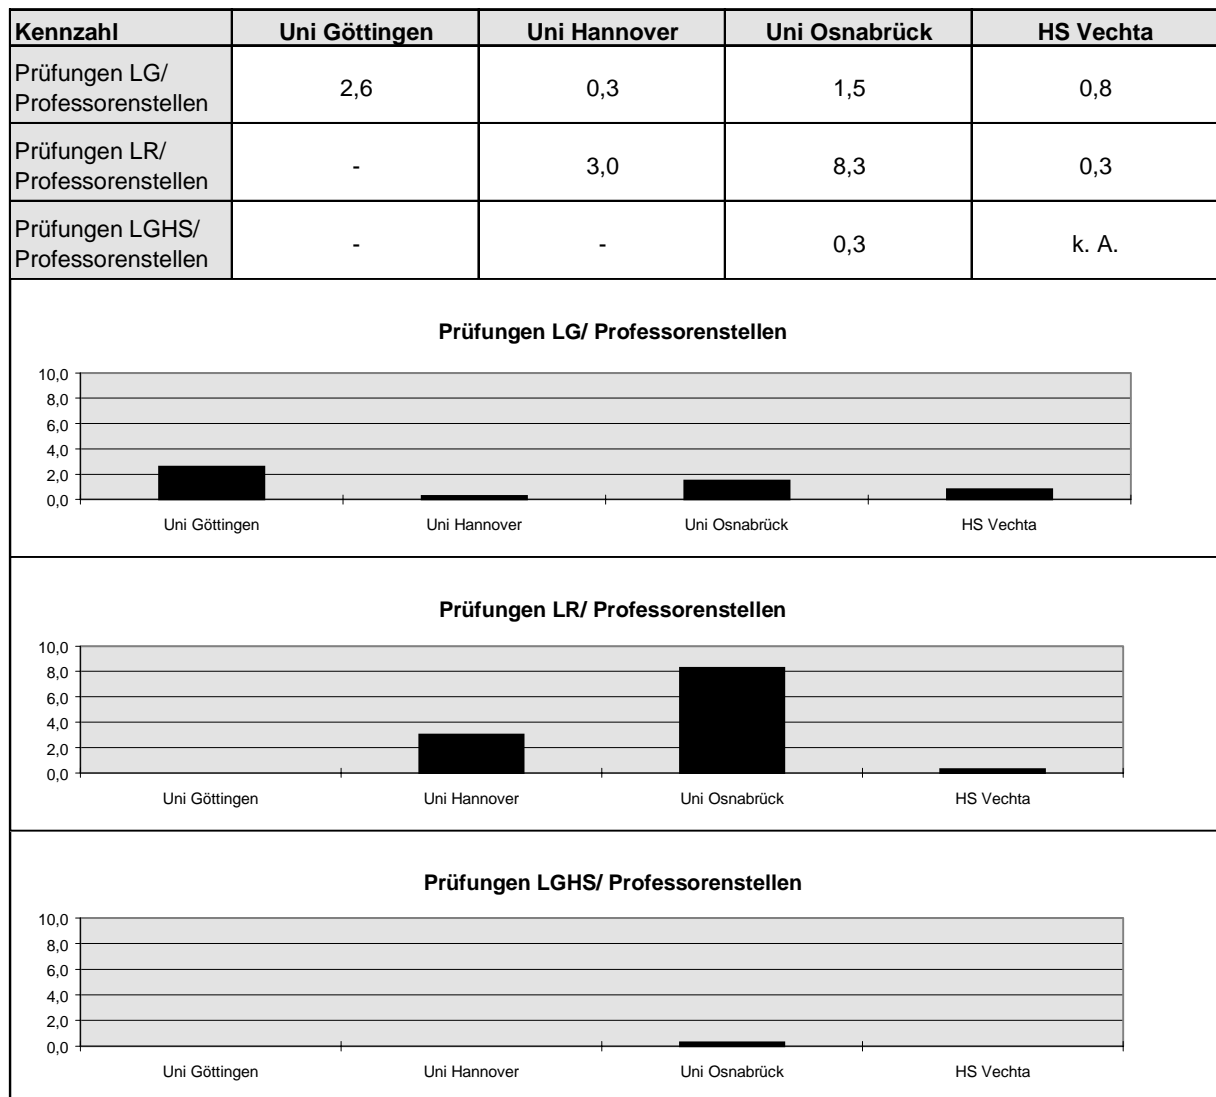 Kennzahl Uni Göttingen Uni Hannover Uni Osnabrück HS Vechta
Prüfungen LG/
Professorenstellen 2,6 0,3 1,5 0,8
Prüfungen LR/
Professorenstellen - 3,0 8,3 0,3
Prüfungen LGHS/
Professorenstellen - - 0,3 k. A.
Prüfungen LG/ Professorenstellen
10,0
8,0
6,0
4,0
2,0
0,0
Uni Göttingen Uni Hannover Uni Osnabrück HS Vechta
Prüfungen LR/ Professorenstellen
10,0
8,0
6,0
4,0
2,0
0,0
Uni Göttingen Uni Hannover Uni Osnabrück HS Vechta
Prüfungen LGHS/ Professorenstellen
10,0
8,0
6,0
4,0
2,0
0,0
Uni Göttingen Uni Hannover Uni Osnabrück HS Vechta